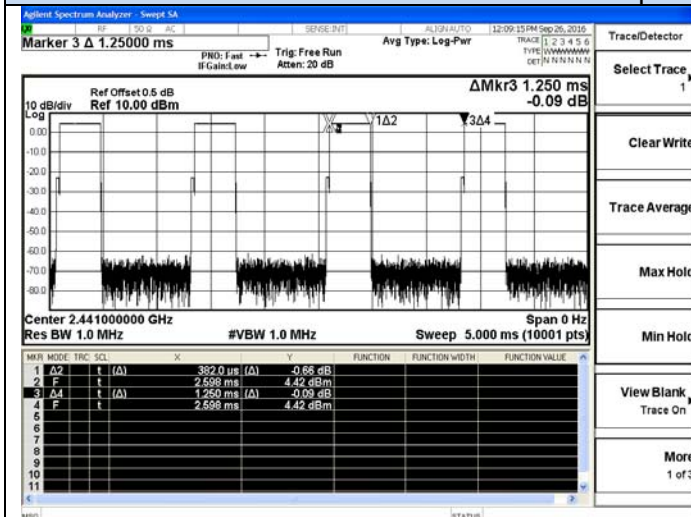 Agilent Spectrum Analyzer - Swept SA
RF 50 Ω AC SENSE:INT ALIGN AUTO 12:09:15 PM Sep 26, 2016
Marker 3 Δ 1.25000 ms
PNO: Fast
IFGain:Low
Trig: Free Run
Atten: 20 dB
Avg Type: Log-Pwr
TRACE 1 2 3 4 5 6
TYPE
DET N N N N N N
Ref Offset 0.5 dB
10 dB/div Ref 10.00 dBm
ΔMkr3 1.250 ms
-0.09 dB
Log
1Δ2 3Δ4
0.00
-10.0
-20.0
-30.0
-40.0
-50.0
-60.0
-70.0
-80.0
Center 2.441000000 GHz Span 0 Hz
Res BW 1.0 MHz #VBW 1.0 MHz Sweep 5.000 ms (10001 pts)
MKR MODE TRC SCL X Y FUNCTION FUNCTION WIDTH FUNCTION VALUE
1 Δ2 t (Δ) 382.0 us (Δ) -0.66 dB
2 F t 2.598 ms 4.42 dBm
3 Δ4 t (Δ) 1.250 ms (Δ) -0.09 dB
4 F t 2.598 ms 4.42 dBm
5
6
7
8
9
10
11
MSG STATUS
Trace/Detector
Select Trace
1
Clear Write
Trace Average
Max Hold
Min Hold
View Blank
Trace On
More
1 of 3